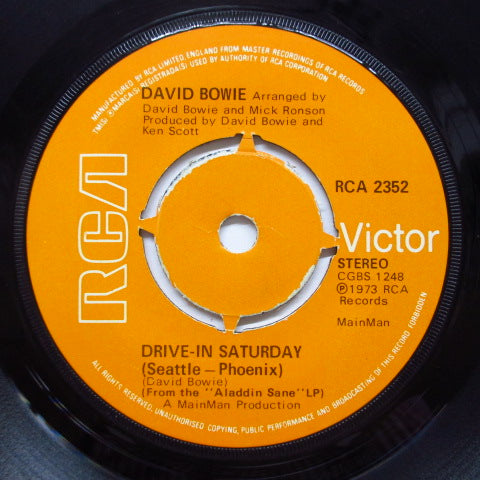 MANUFACTURED BY RCA LIMITED, ENGLAND FROM MASTER RECORDINGS OF RCA RECORDS
TM(S) ® MARCA(S) REGISTRADA(S) USED BY AUTHORITY OF RCA CORPORATION
DAVID BOWIE Arranged by
David Bowie and Mick Ronson
Produced by David Bowie and
Ken Scott
RCA
RCA 2352
Victor
STEREO
CGBS 1248
Ⓟ1973 RCA
Records
MainMan
DRIVE-IN SATURDAY
(Seattle – Phoenix)
(David Bowie)
(From the "Aladdin Sane" LP)
A MainMan Production
ALL RIGHTS RESERVED. UNAUTHORISED COPYING, PUBLIC PERFORMANCE AND BROADCASTING OF THIS RECORD FORBIDDEN